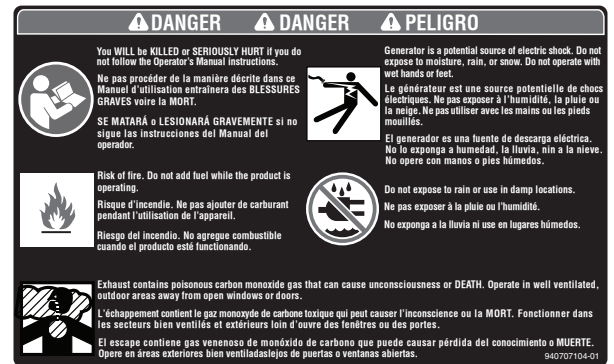 DANGER DANGER PELIGRO
You WILL be KILLED or SERIOUSLY HURT if you do
not follow the Operator's Manual instructions.
Ne pas procéder de la manière décrite dans ce
Manuel d'utilisation entraînera des BLESSURES
GRAVES voire la MORT.
SE MATARÁ o LESIONARÁ GRAVEMENTE si no
sigue las instrucciones del Manual del
operador.
Generator is a potential source of electric shock. Do not
expose to moisture, rain, or snow. Do not operate with
wet hands or feet.
Le générateur est une source potentielle de chocs
électriques. Ne pas exposer à l'humidité, la pluie ou
la neige. Ne pas utiliser avec les mains ou les pieds
mouillés.
El generador es una fuente de descarga eléctrica.
No lo exponga a humedad, la lluvia, nin a la nieve.
No opere con manos o pies húmedos.
Risk of fire. Do not add fuel while the product is
operating.
Risque d'incendie. Ne pas ajouter de carburant
pendant l'utilisation de l'appareil.
Riesgo del incendio. No agregue combustible
cuando el producto esté functionando.
Do not expose to rain or use in damp locations.
Ne pas exposer à la pluie ou l'humidité.
No exponga a la lluvia ni use en lugares húmedos.
Exhaust contains poisonous carbon monoxide gas that can cause unconsciousness or DEATH. Operate in well ventilated,
outdoor areas away from open windows or doors.
L'échappement contient le gaz monoxyde de carbone toxique qui peut causer l'inconscience ou la MORT. Fonctionner dans
les secteurs bien ventilés et extérieurs loin d'ouvre des fenêtres ou des portes.
El escape contiene gas venenoso de monóxido de carbono que puede causar pérdida del conocimiento o MUERTE.
Opere en áreas exteriores bien ventiladaslejos de puertas o ventanas abiertas.
940707104-01